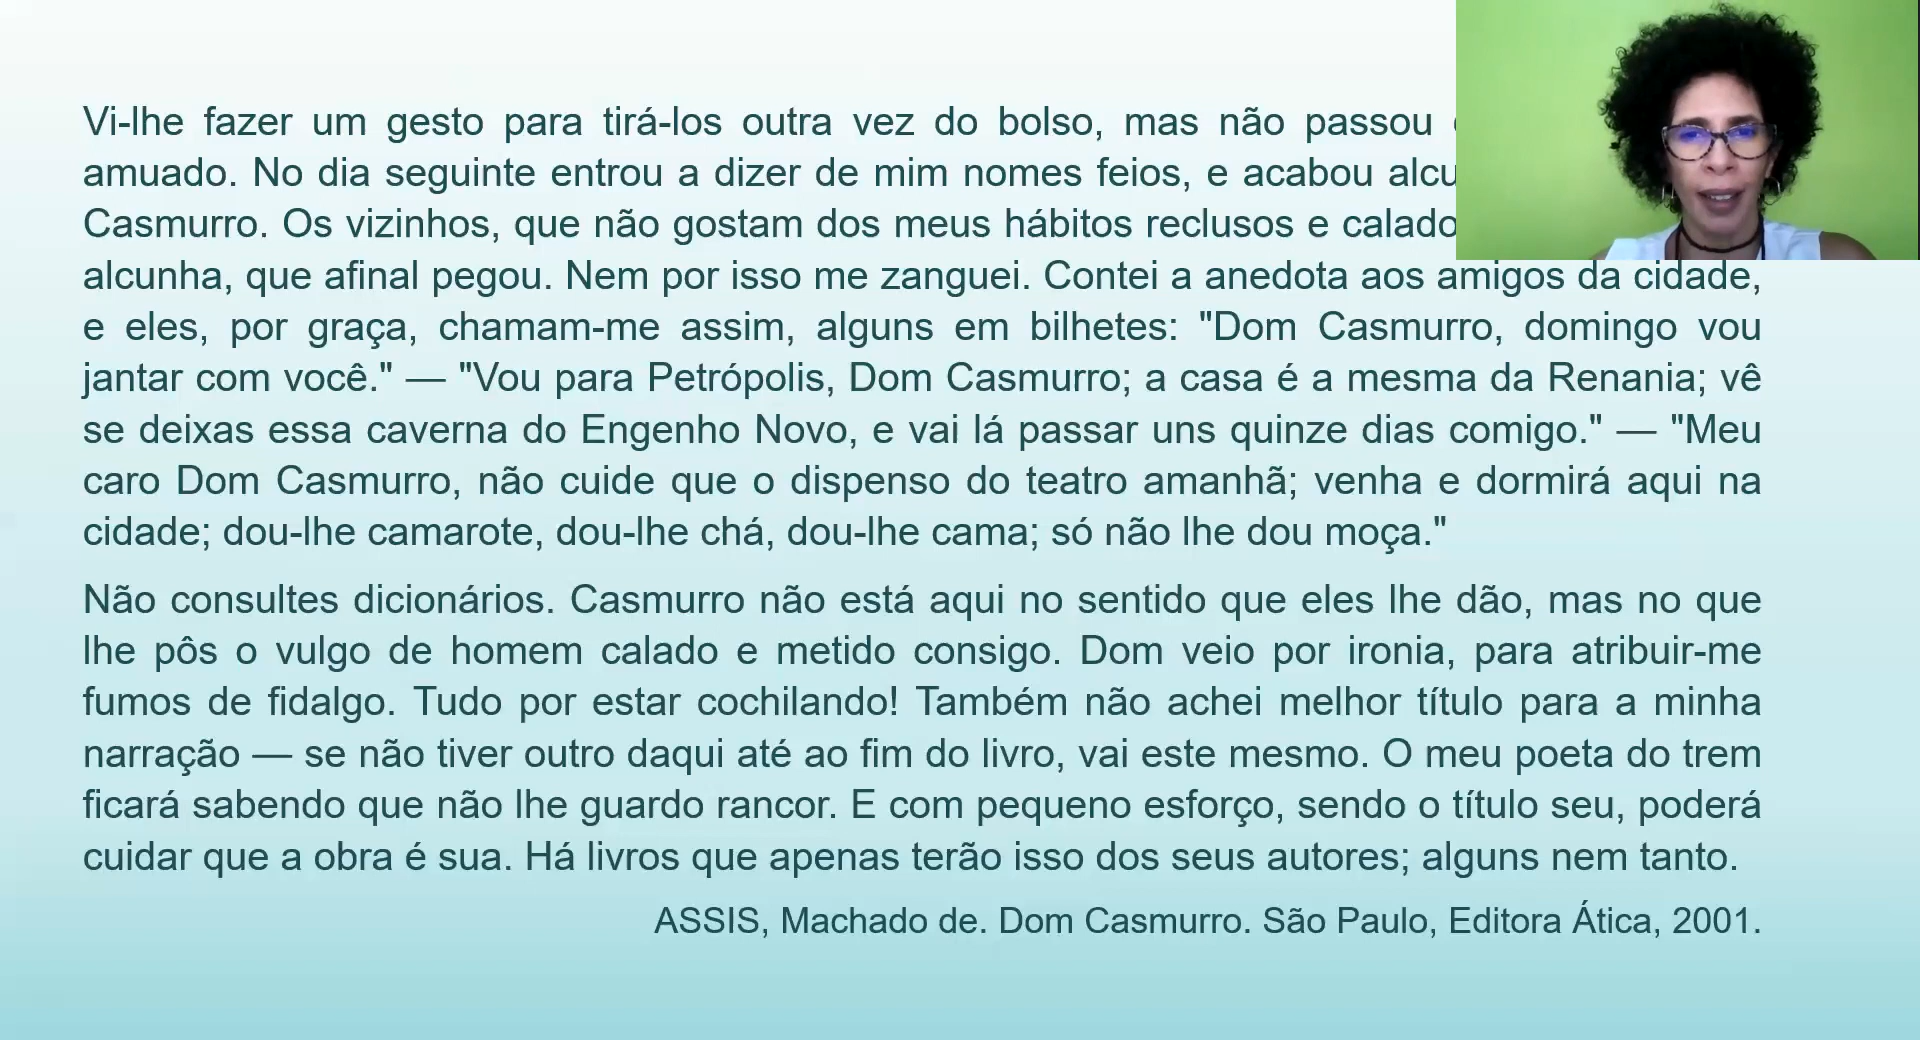 Vi-lhe fazer um gesto para tirá-los outra vez do bolso, mas não passou
amuado. No dia seguinte entrou a dizer de mim nomes feios, e acabou
Casmurro. Os vizinhos, que não gostam dos meus hábitos reclusos e
alcunha, que afinal pegou. Nem por isso me zanguei. Contei a anedota aos amigos da cidade,
e eles, por graça, chamam-me assim, alguns em bilhetes: "Dom Casmurro, domingo vou
jantar com você." — "Vou para Petrópolis, Dom Casmurro; a casa é a mesma da Renania; vê
se deixas essa caverna do Engenho Novo, e vai lá passar uns quinze dias comigo." — "Meu
caro Dom Casmurro, não cuide que o dispenso do teatro amanhã; venha e dormirá aqui na
cidade; dou-lhe camarote, dou-lhe chá, dou-lhe cama; só não lhe dou moça."
Não consultes dicionários. Casmurro não está aqui no sentido que eles lhe dão, mas no que
lhe pôs o vulgo de homem calado e metido consigo. Dom veio por ironia, para atribuir-me
fumos de fidalgo. Tudo por estar cochilando! Também não achei melhor título para a minha
narração — se não tiver outro daqui até ao fim do livro, vai este mesmo. O meu poeta do trem
ficará sabendo que não lhe guardo rancor. E com pequeno esforço, sendo o título seu, poderá
cuidar que a obra é sua. Há livros que apenas terão isso dos seus autores; alguns nem tanto.
ASSIS, Machado de. Dom Casmurro. São Paulo, Editora Ática, 2001.